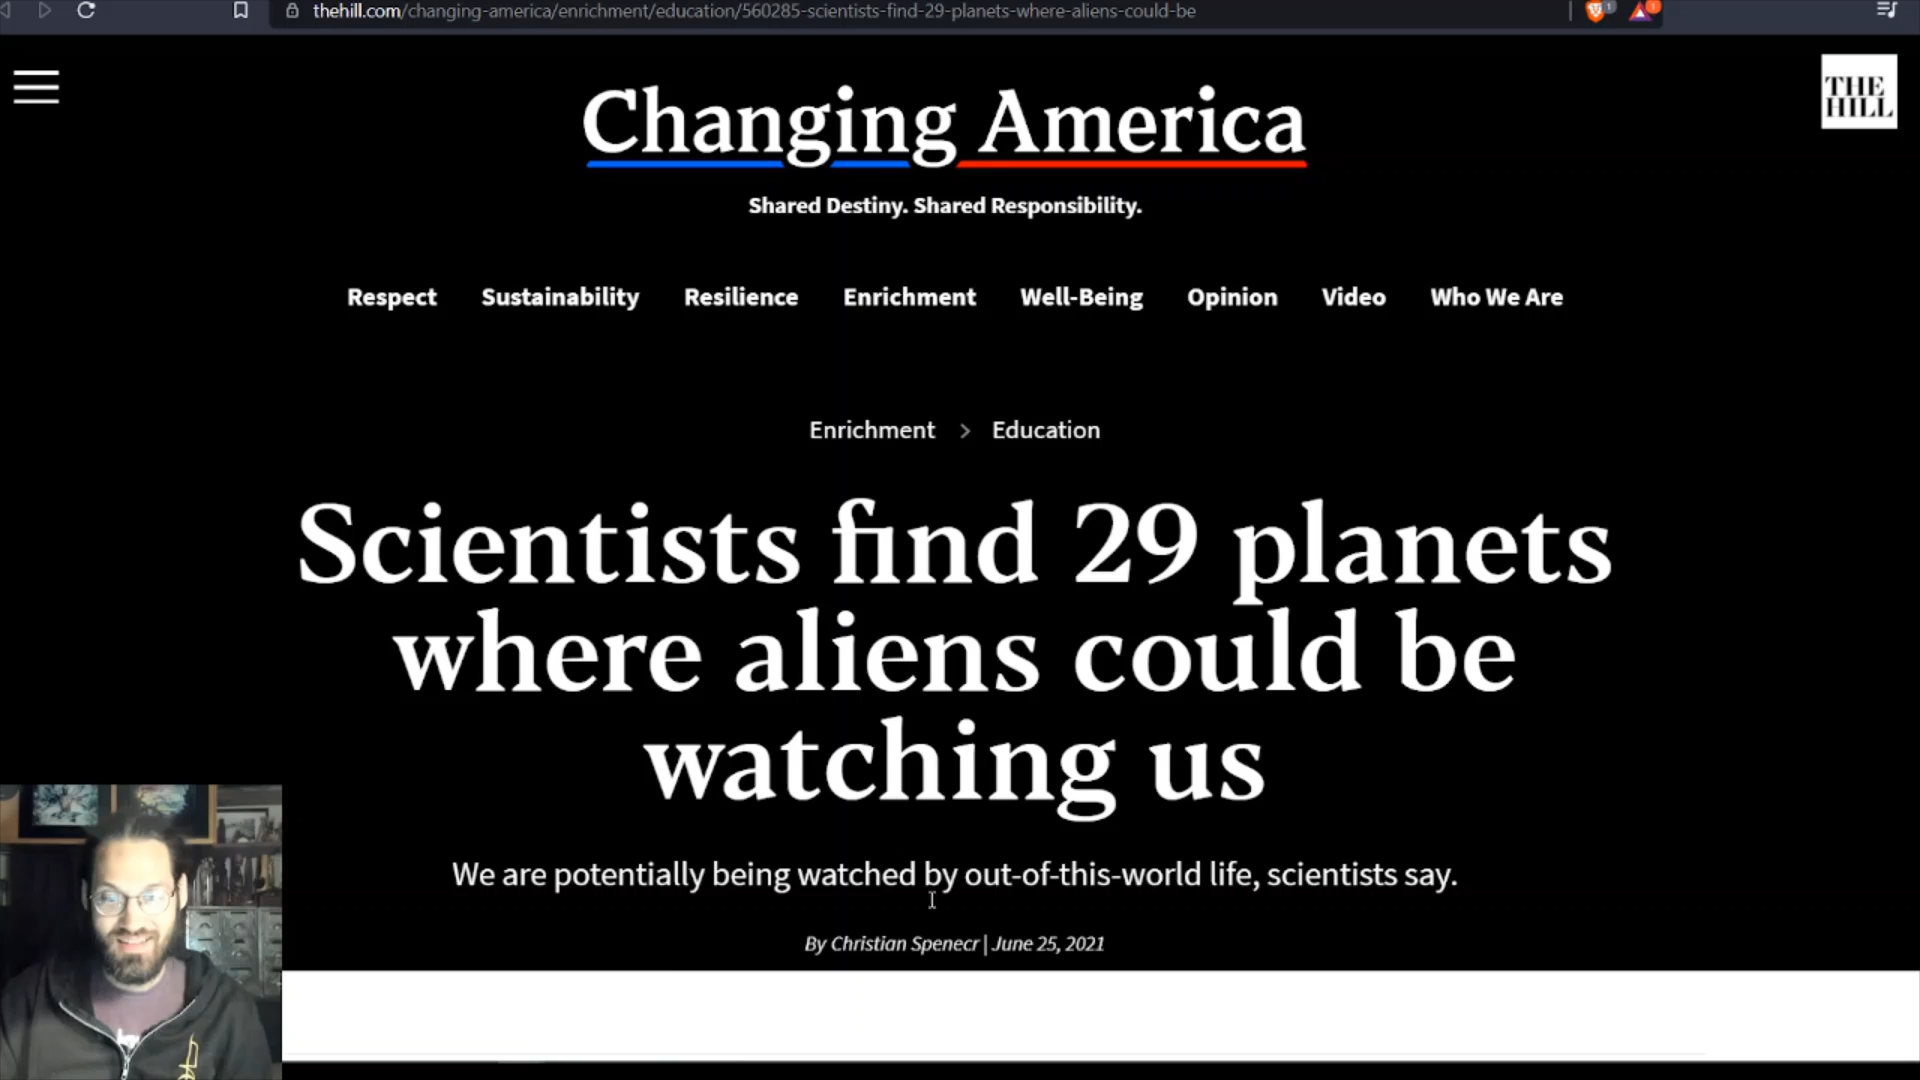 thehill.com/changing-america/enrichment/education/560285-scientists-find-29-planets-where-aliens-could-be
1
1
Changing America
THE
HILL
Shared Destiny. Shared Responsibility.
Respect Sustainability Resilience Enrichment Well-Being Opinion Video Who We Are
Enrichment > Education
Scientists find 29 planets
where aliens could be
watching us
We are potentially being watched by out-of-this-world life, scientists say.
By Christian Spenecr | June 25, 2021